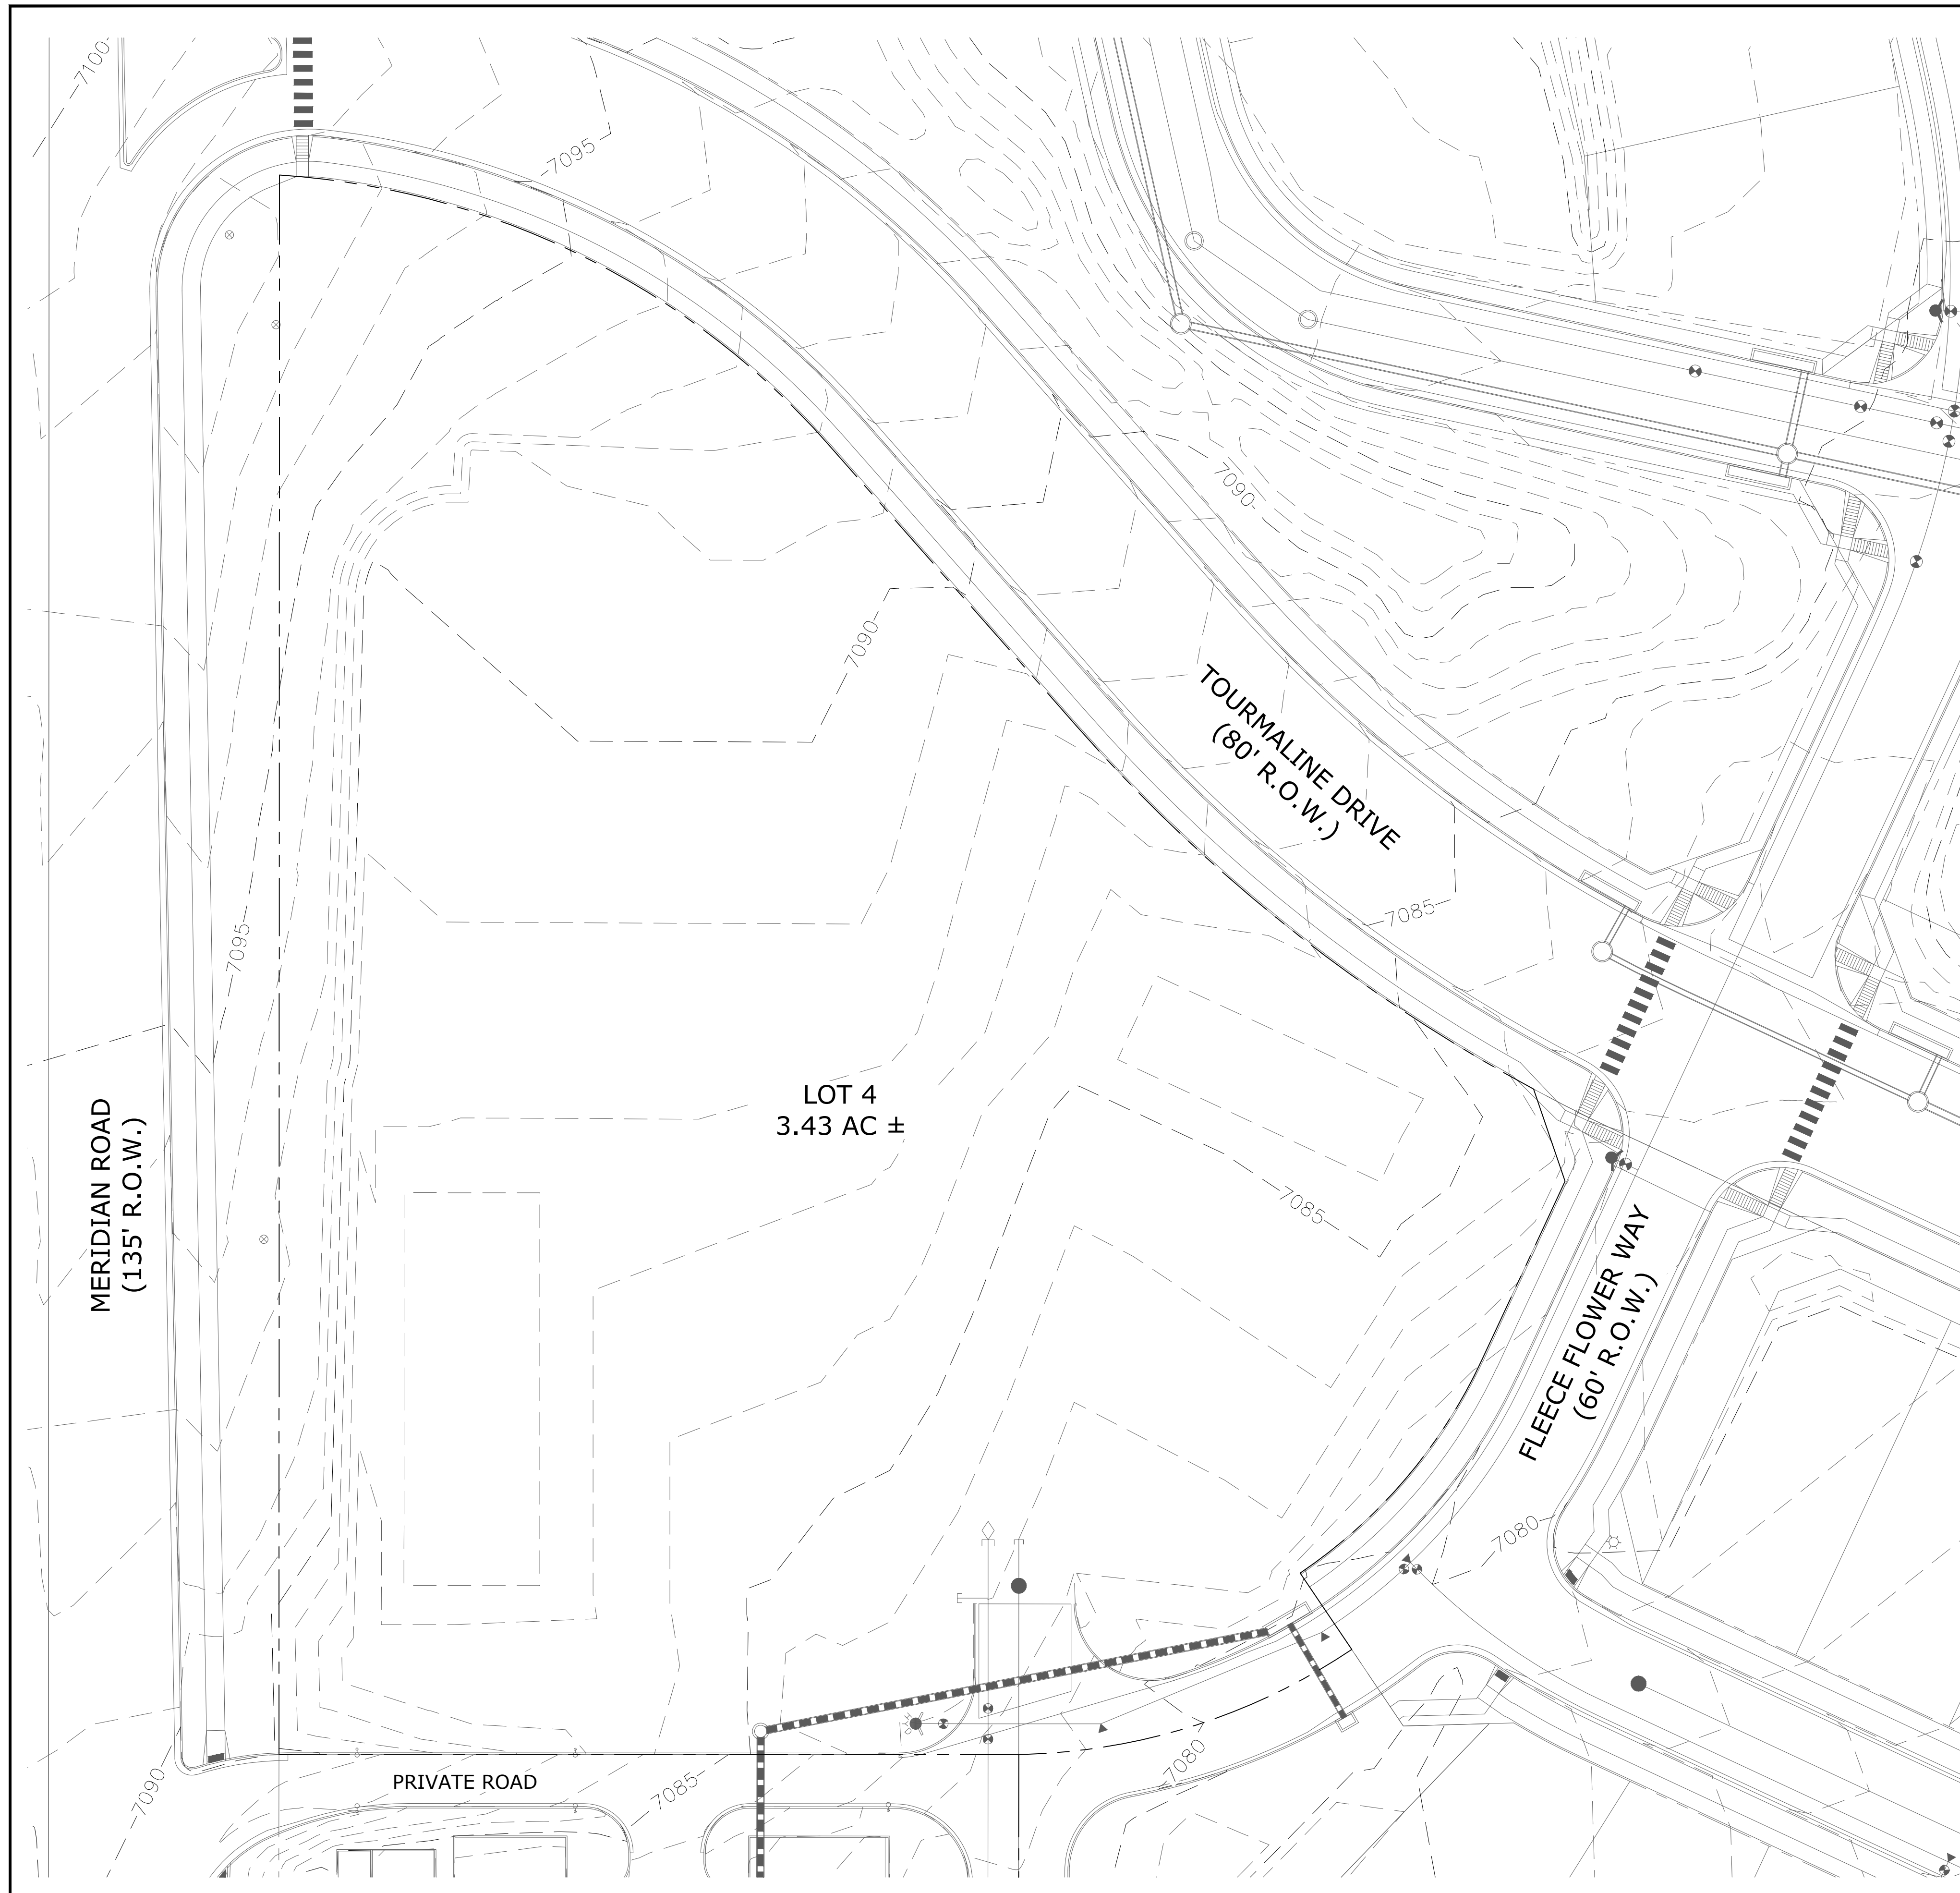 7100
7095
7090
7090
TOURMALINE DRIVE
(80' R.O.W.)
7085
7095
LOT 4
3.43 AC ±
MERIDIAN ROAD
(135' R.O.W.)
7085
FLEECE FLOWER WAY
(60' R.O.W.)
7080
7080
PRIVATE ROAD
7085
7090